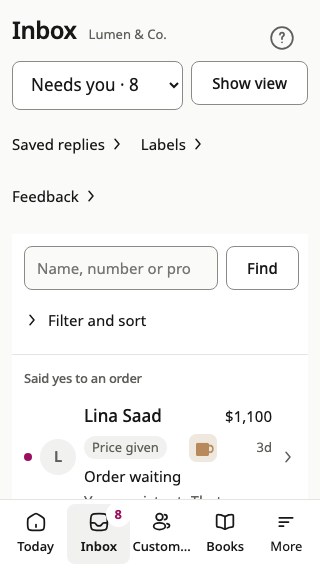 Inbox Lumen & Co. ?
Needs you · 8 Show view
Saved replies Labels
Feedback
Name, number or pro Find
Filter and sort
Said yes to an order
Lina Saad $1,100
L Price given 3d
Order waiting
8
Today Inbox Custom… Books More